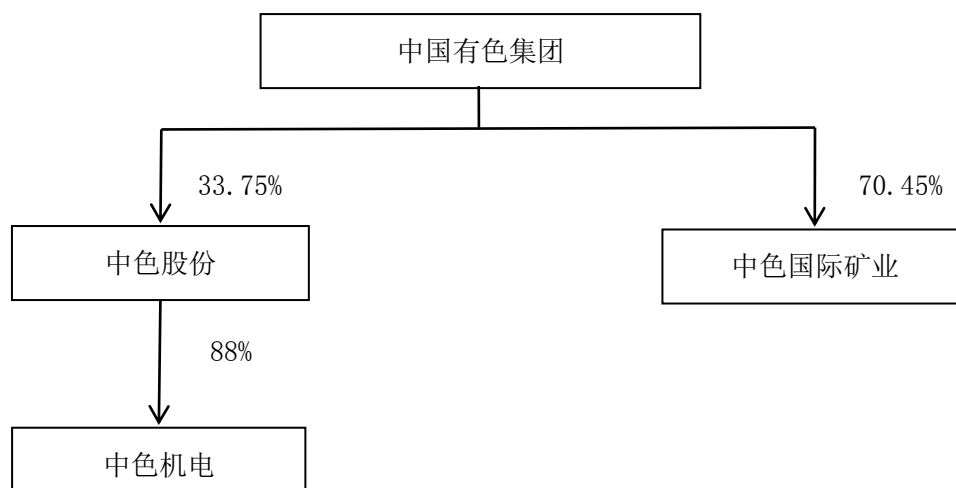 中国有色集团
33.75%
70.45%
中色股份
中色国际矿业
88%
中色机电